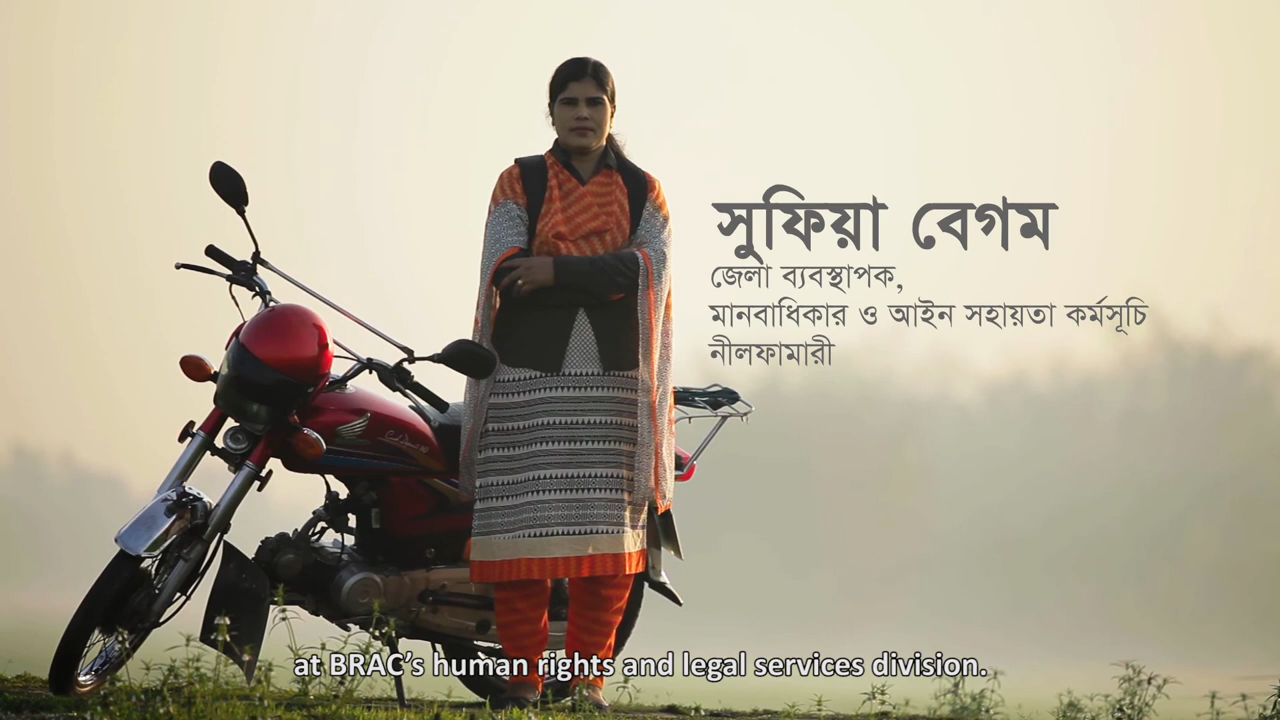 সুফিয়া বেগম
জেলা ব্যবস্থাপক,
মানবাধিকার ও আইন সহায়তা কর্মসূচি
নীলফামারী
at BRAC’s human rights and legal services division.